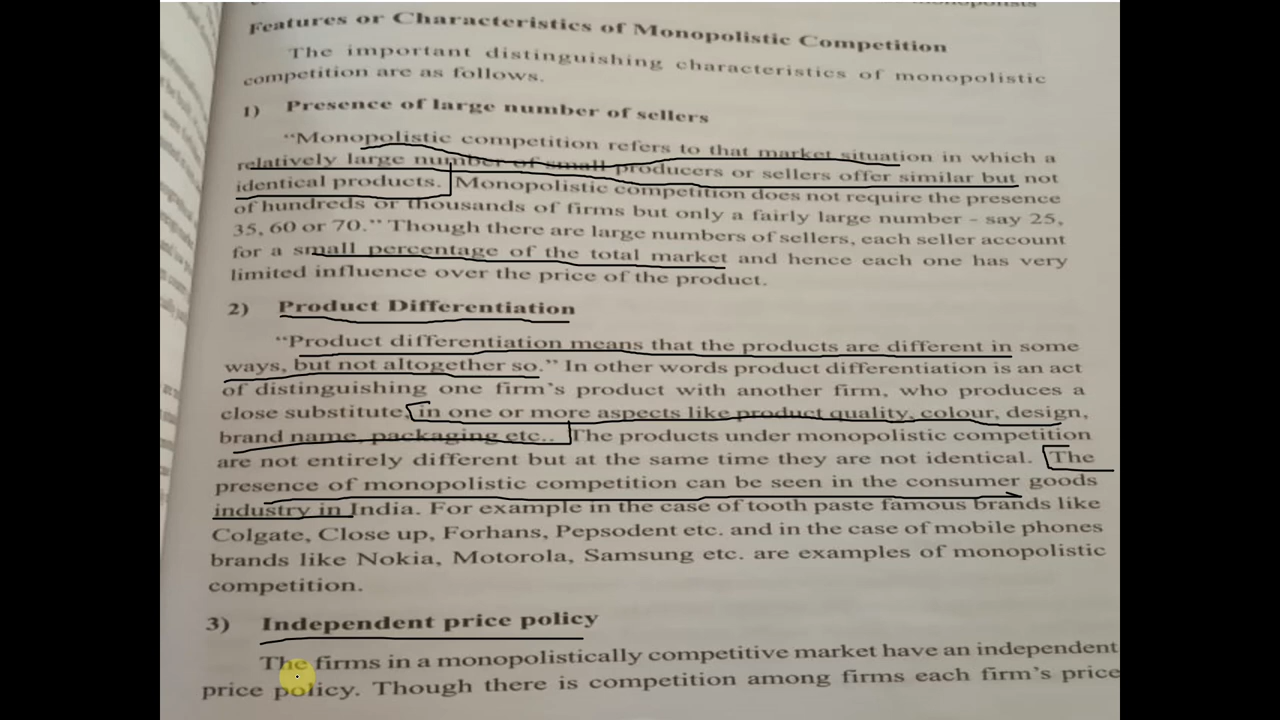 Features or Characteristics of Monopolistic Competition
The important distinguishing characteristics of monopolistic
competition are as follows.
1) Presence of large number of sellers
“Monopolistic competition refers to that market situation in which a
relatively large number of small producers or sellers offer similar but not
identical products. Monopolistic competition does not require the presence
of hundreds or thousands of firms but only a fairly large number - say 25,
35, 60 or 70.” Though there are large numbers of sellers, each seller account
for a small percentage of the total market and hence each one has very
limited influence over the price of the product.
2) Product Differentiation
“Product differentiation means that the products are different in some
ways, but not altogether so.” In other words product differentiation is an act
of distinguishing one firm’s product with another firm, who produces a
close substitute, in one or more aspects like product quality, colour, design,
brand name, packaging etc.. The products under monopolistic competition
are not entirely different but at the same time they are not identical. The
presence of monopolistic competition can be seen in the consumer goods
industry in India. For example in the case of tooth paste famous brands like
Colgate, Close up, Forhans, Pepsodent etc. and in the case of mobile phones
brands like Nokia, Motorola, Samsung etc. are examples of monopolistic
competition.
3) Independent price policy
The firms in a monopolistically competitive market have an independent
price policy. Though there is competition among firms each firm’s price